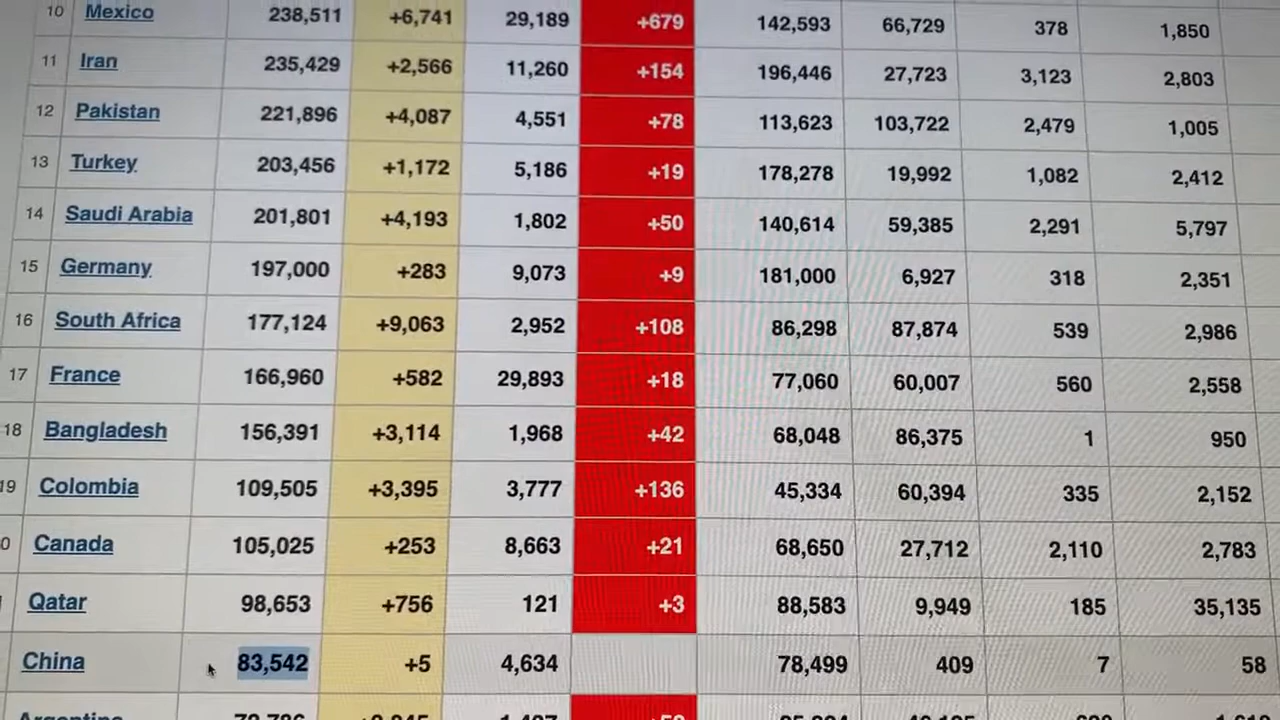 10 Mexico 238,511 +6,741 29,189 +679 142,593 66,729 378 1,850
11 Iran 235,429 +2,566 11,260 +154 196,446 27,723 3,123 2,803
12 Pakistan 221,896 +4,087 4,551 +78 113,623 103,722 2,479 1,005
13 Turkey 203,456 +1,172 5,186 +19 178,278 19,992 1,082 2,412
14 Saudi Arabia 201,801 +4,193 1,802 +50 140,614 59,385 2,291 5,797
15 Germany 197,000 +283 9,073 +9 181,000 6,927 318 2,351
16 South Africa 177,124 +9,063 2,952 +108 86,298 87,874 539 2,986
17 France 166,960 +582 29,893 +18 77,060 60,007 560 2,558
18 Bangladesh 156,391 +3,114 1,968 +42 68,048 86,375 1 950
19 Colombia 109,505 +3,395 3,777 +136 45,334 60,394 335 2,152
0 Canada 105,025 +253 8,663 +21 68,650 27,712 2,110 2,783
Qatar 98,653 +756 121 +3 88,583 9,949 185 35,135
China 83,542 +5 4,634 78,499 409 7 58